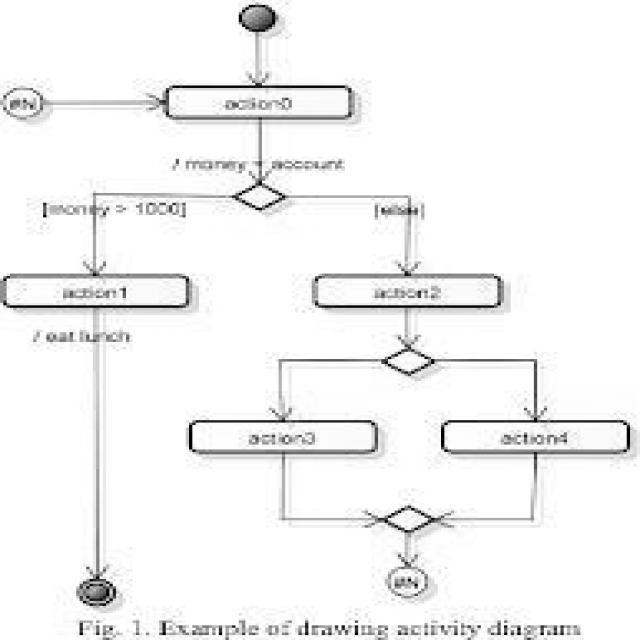 #N
action0
/ money = account
[money > 1000]
[else]
action1
action2
/ eat lunch
action3
action4
#N
Fig. 1. Example of drawing activity diagram